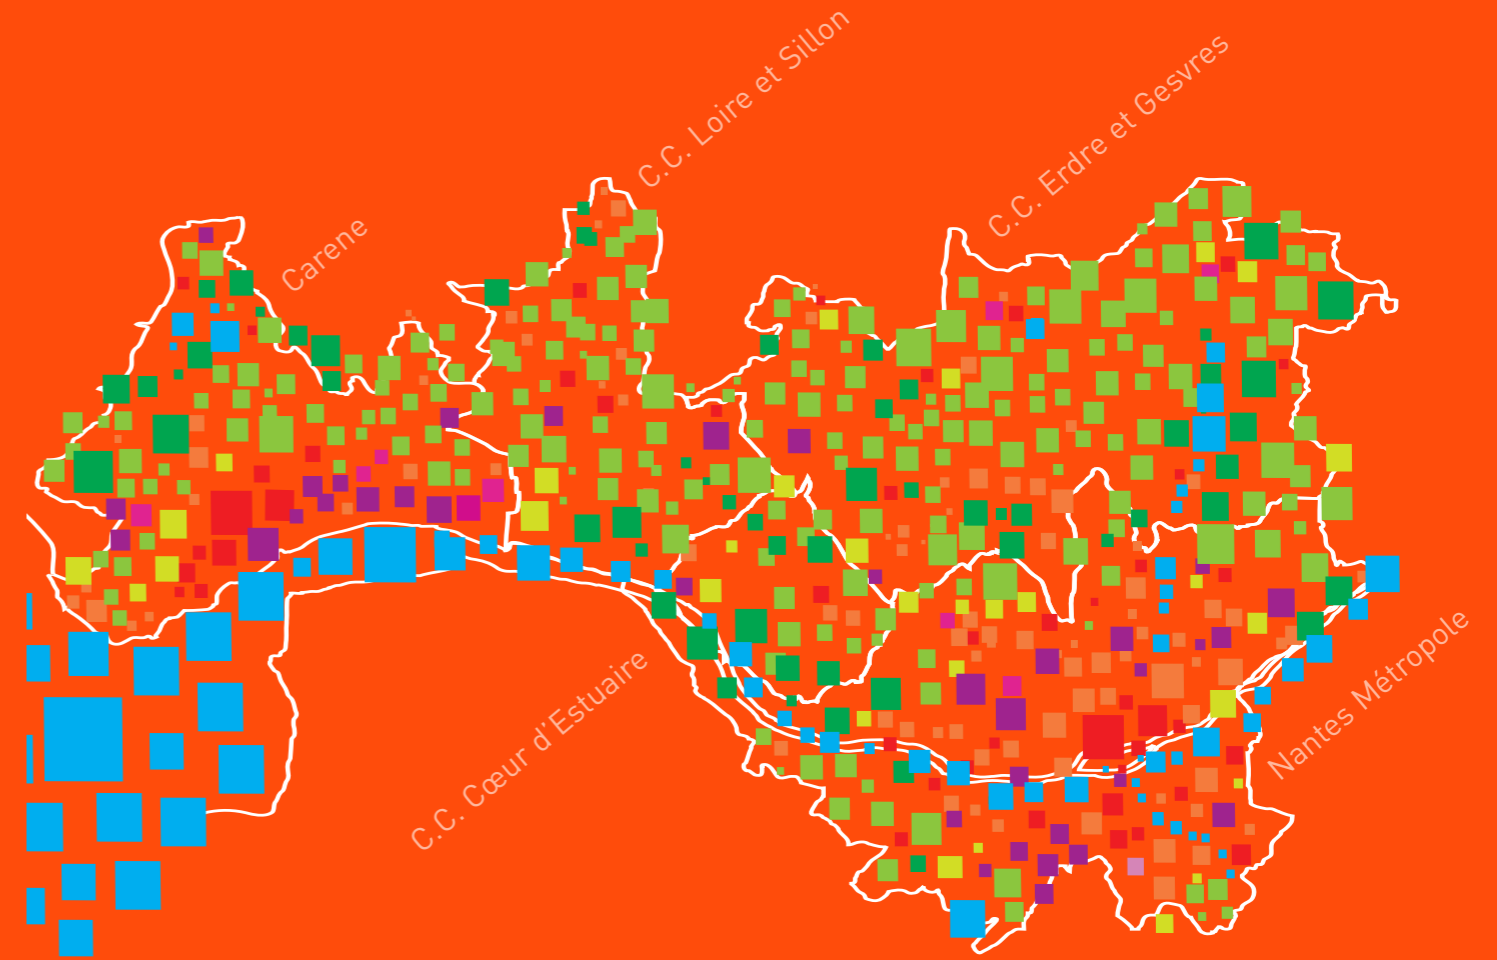 C.C. Loire et Sillon
C.C. Erdre et Gesvres
Carene
C.C. Cœur d'Estuaire
Nantes Métropole